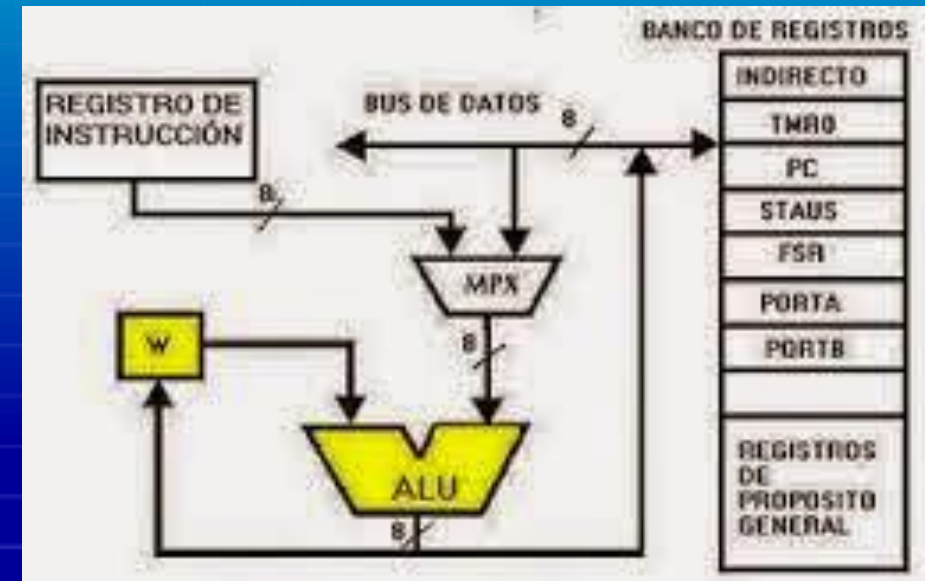 BANCO DE REGISTROS
REGISTRO DE
INSTRUCCIÓN
BUS DE DATOS
8
8
MPX
8
W
ALU
8
INDIRECTO
TMR0
PC
STAUS
FSR
PORTA
PORTB
REGISTROS
DE
PROPOSITO
GENERAL